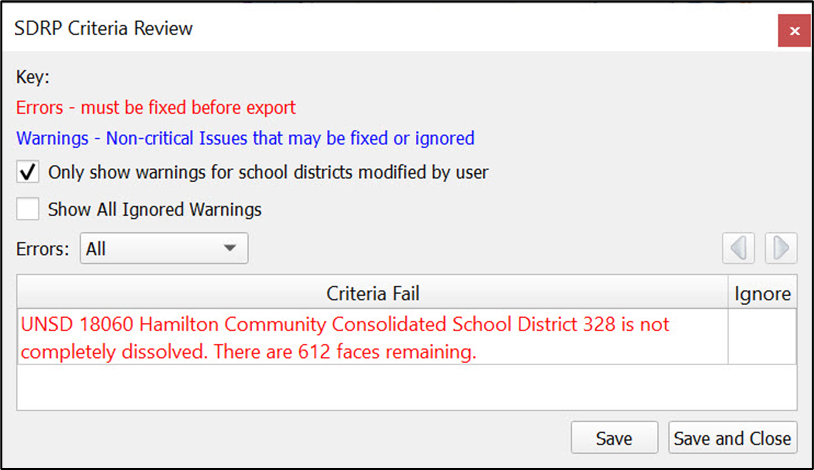 SDRP Criteria Review
Key:
Errors - must be fixed before export
Warnings - Non-critical Issues that may be fixed or ignored
Only show warnings for school districts modified by user
Show All Ignored Warnings
Errors: All
Criteria Fail Ignore
UNSD 18060 Hamilton Community Consolidated School District 328 is not
completely dissolved. There are 612 faces remaining.
Save Save and Close